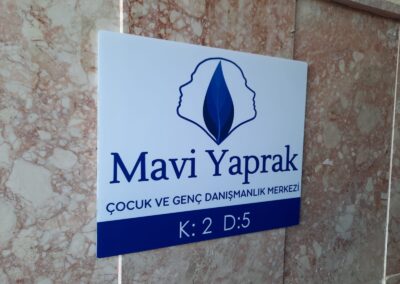 Mavi Yaprak
ÇOCUK VE GENÇ DANIŞMANLIK MERKEZİ
K: 2 D:5